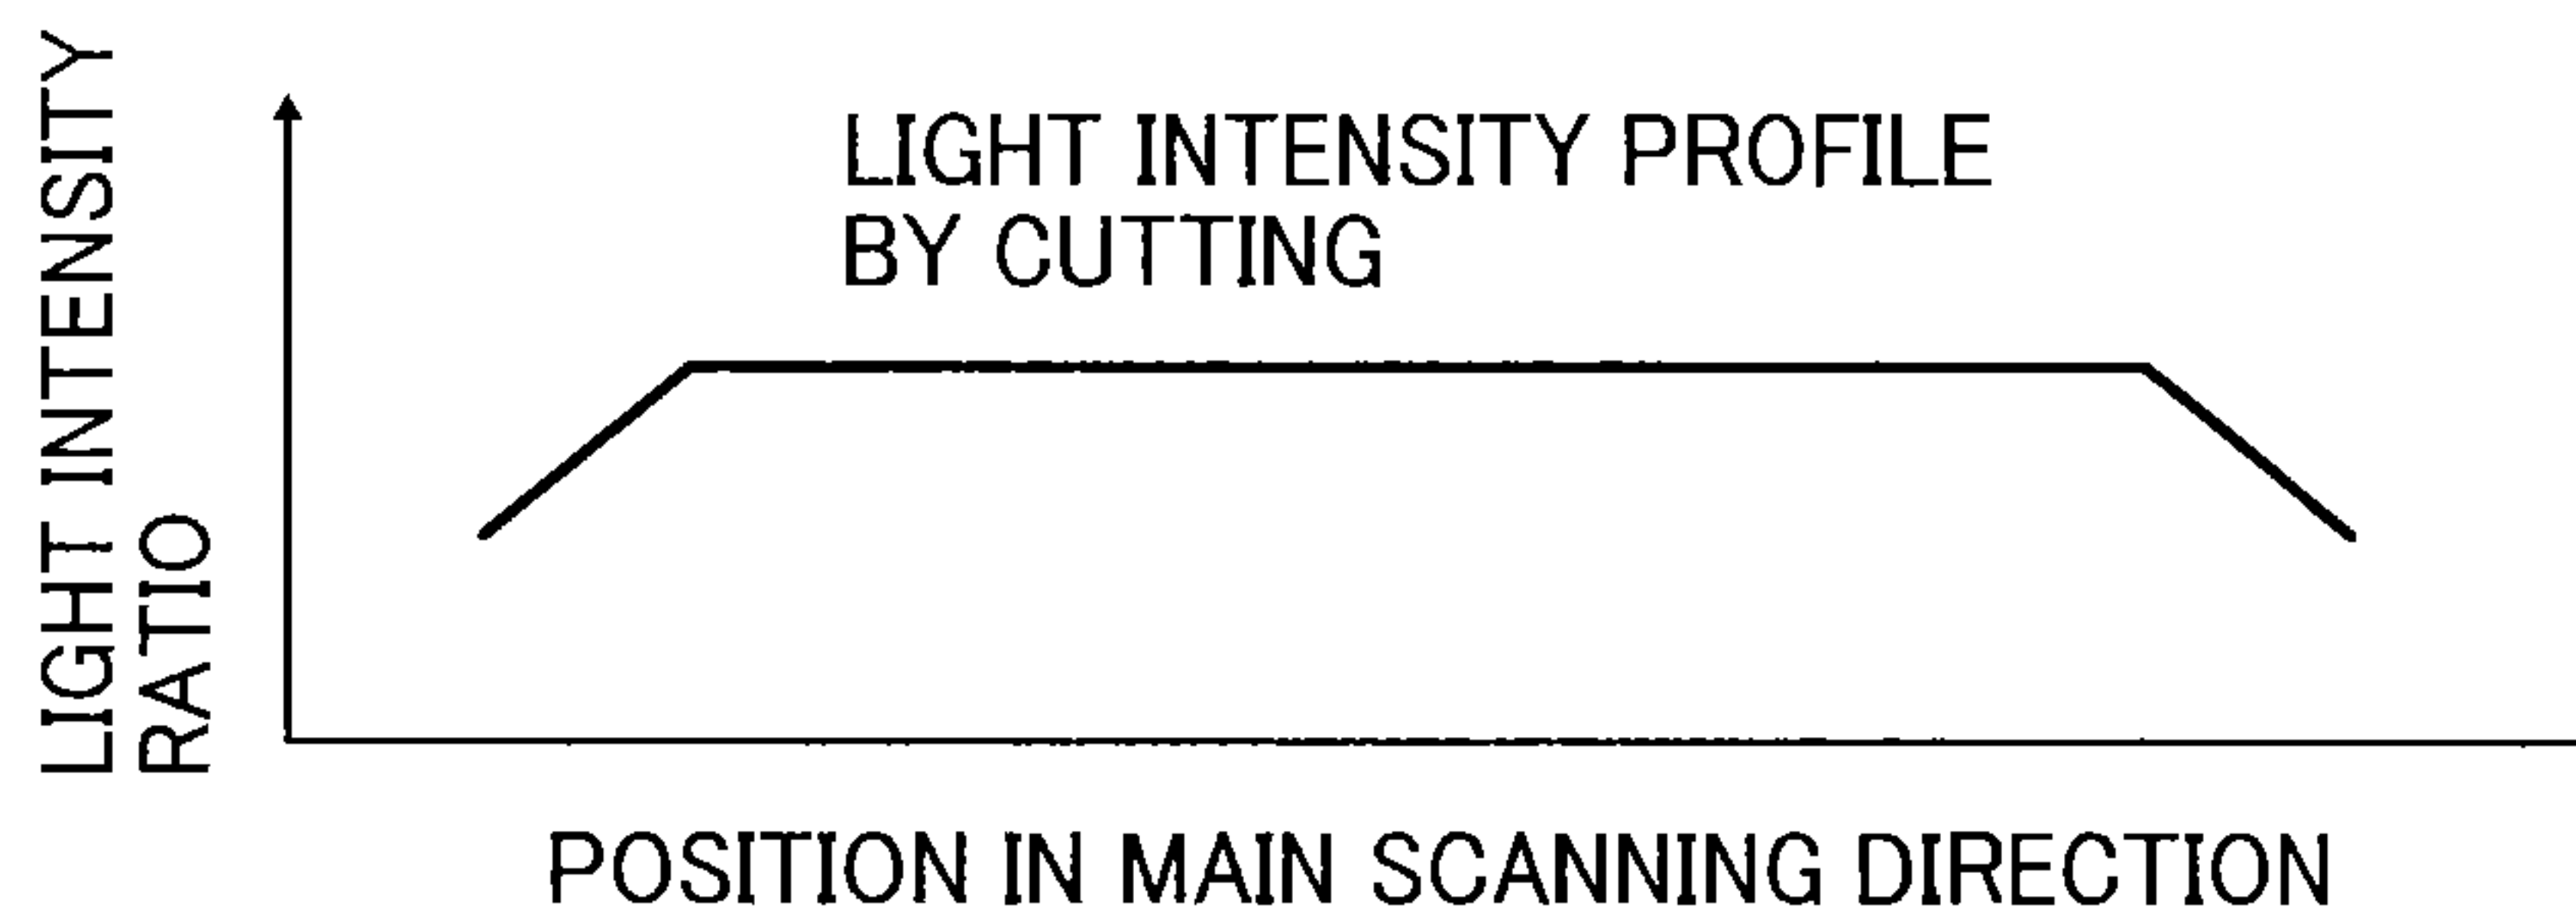 LIGHT INTENSITY
RATIO
LIGHT INTENSITY PROFILE
BY CUTTING
POSITION IN MAIN SCANNING DIRECTION